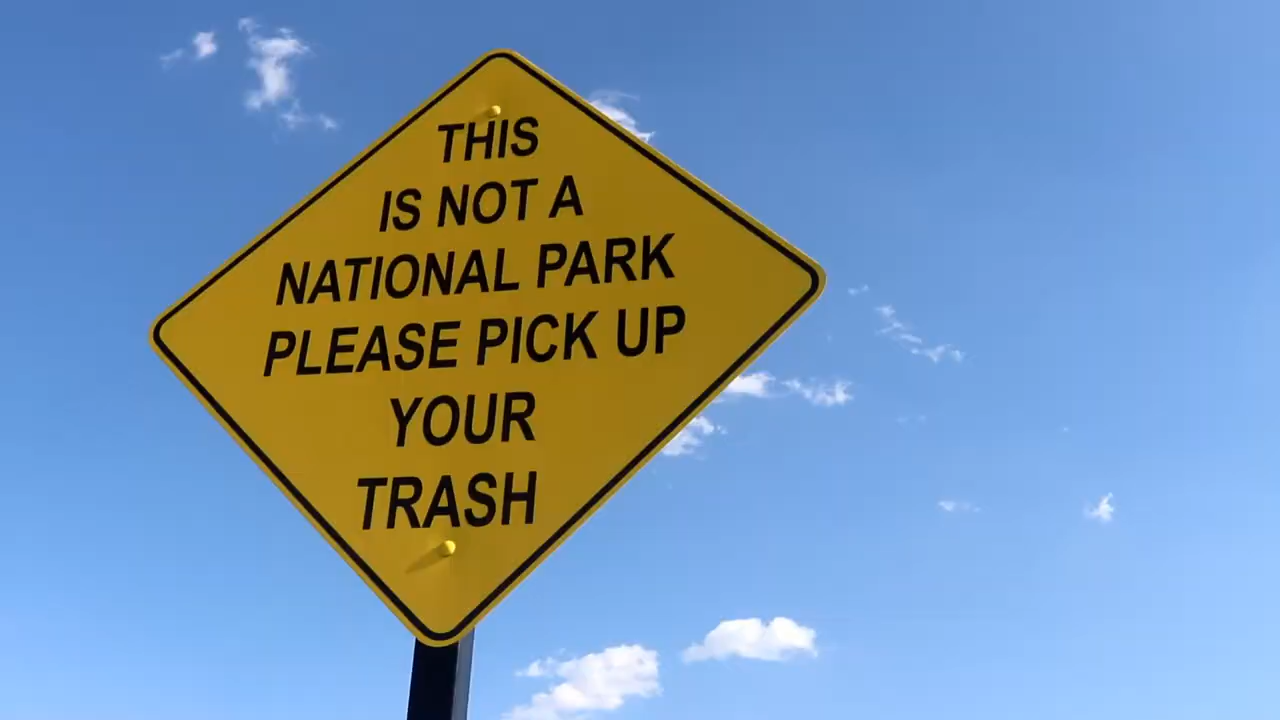 THIS
IS NOT A
NATIONAL PARK
PLEASE PICK UP
YOUR
TRASH